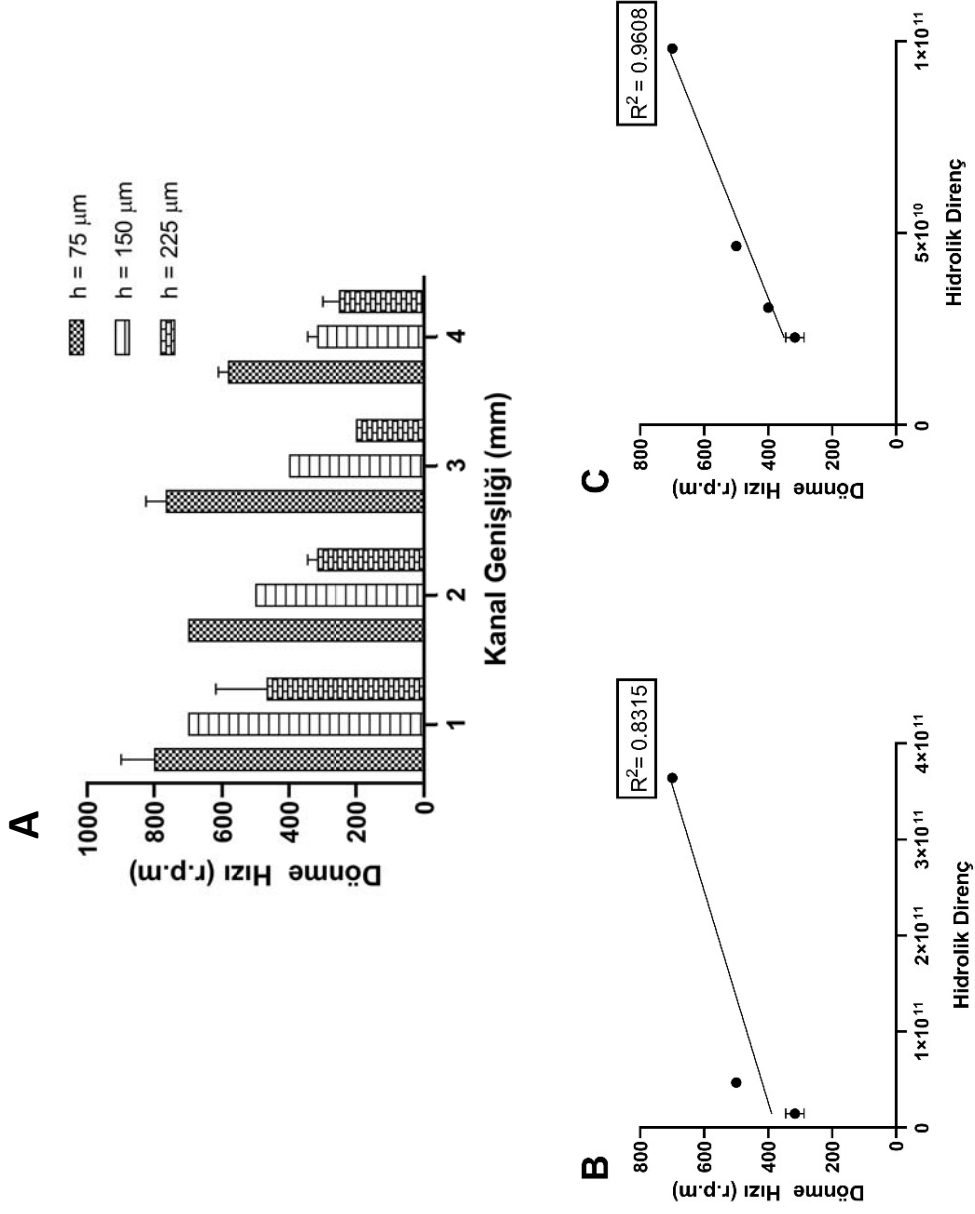 A
h = 75 μm
h = 150 μm
h = 225 μm
Dönme Hızı (r.p.m)
1000
800
600
400
200
0
1
2
3
4
Kanal Genişliği (mm)
B
R² = 0.8315
Dönme Hızı (r.p.m)
800
600
400
200
0
0
1×10¹¹
2×10¹¹
3×10¹¹
4×10¹¹
Hidrolik Direnç
C
R² = 0.9608
Dönme Hızı (r.p.m)
800
600
400
200
0
0
5×10¹⁰
1×10¹¹
Hidrolik Direnç